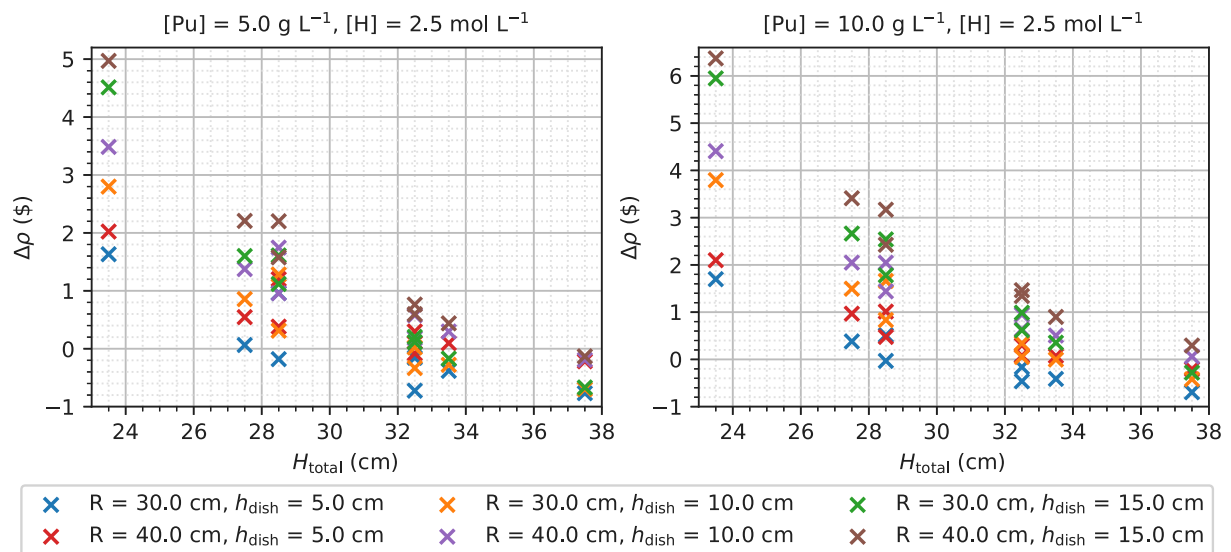 [Pu] = 5.0 g L⁻¹, [H] = 2.5 mol L⁻¹
5
4
3
2
1
0
−1
Δρ ($)
24 26 28 30 32 34 36 38
H_total (cm)
[Pu] = 10.0 g L⁻¹, [H] = 2.5 mol L⁻¹
6
5
4
3
2
1
0
−1
Δρ ($)
24 26 28 30 32 34 36 38
H_total (cm)
R = 30.0 cm, h_dish = 5.0 cm R = 30.0 cm, h_dish = 10.0 cm R = 30.0 cm, h_dish = 15.0 cm
R = 40.0 cm, h_dish = 5.0 cm R = 40.0 cm, h_dish = 10.0 cm R = 40.0 cm, h_dish = 15.0 cm